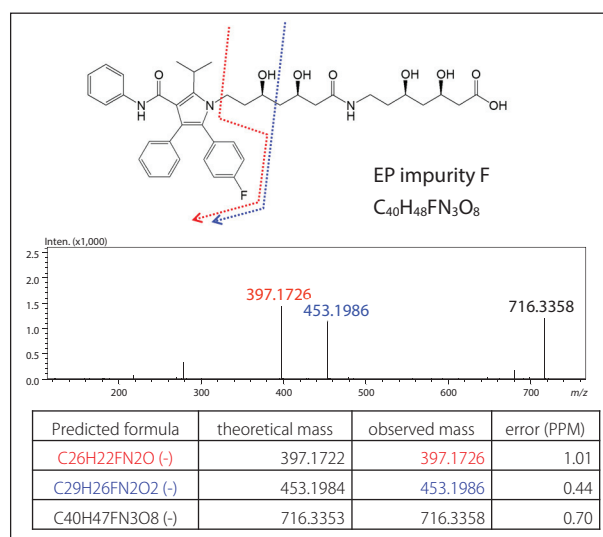 OH OH O OH OH O
O
N
N
H
N
H
OH
F
EP impurity F
C₄₀H₄₈FN₃O₈
Inten. (x1,000)
2.5
2.0
1.5
1.0
0.5
0.0
397.1726
453.1986
716.3358
200 300 400 500 600 700 m/z
Predicted formula theoretical mass observed mass error (PPM)
C26H22FN2O (-) 397.1722 397.1726 1.01
C29H26FN2O2 (-) 453.1984 453.1986 0.44
C40H47FN3O8 (-) 716.3353 716.3358 0.70